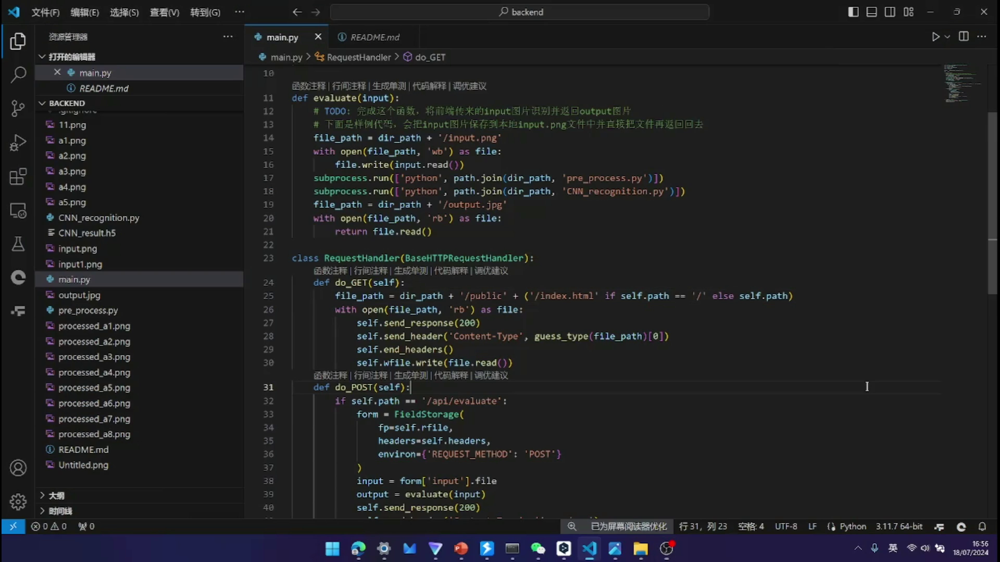 文件(F) 编辑(E) 选择(S) 查看(V) 转到(G) ··· backend
资源管理器 ···
打开的编辑器
main.py
README.md
BACKEND
.gitignore
11.png
a1.png
a2.png
a3.png
a4.png
a5.png
CNN_recognition.py
CNN_result.h5
input.png
input1.png
main.py
output.jpg
pre_process.py
processed_a1.png
processed_a2.png
processed_a3.png
processed_a4.png
processed_a5.png
processed_a6.png
processed_a7.png
processed_a8.png
README.md
Untitled.png
大纲
时间线
main.py README.md
main.py > RequestHandler > do_GET
10
函数注释 | 行间注释 | 生成单测 | 代码解释 | 调优建议
11 def evaluate(input):
12 # TODO: 完成这个函数，将前端传来的input图片识别并返回output图片
13 # 下面是样例代码，会把input图片保存到本地input.png文件中并直接把文件再返回回去
14 file_path = dir_path + '/input.png'
15 with open(file_path, 'wb') as file:
16 file.write(input.read())
17 subprocess.run(['python', path.join(dir_path, 'pre_process.py')])
18 subprocess.run(['python', path.join(dir_path, 'CNN_recognition.py')])
19 file_path = dir_path + '/output.jpg'
20 with open(file_path, 'rb') as file:
21 return file.read()
22
23 class RequestHandler(BaseHTTPRequestHandler):
函数注释 | 行间注释 | 生成单测 | 代码解释 | 调优建议
24 def do_GET(self):
25 file_path = dir_path + '/public' + ('/index.html' if self.path == '/' else self.path)
26 with open(file_path, 'rb') as file:
27 self.send_response(200)
28 self.send_header('Content-Type', guess_type(file_path)[0])
29 self.end_headers()
30 self.wfile.write(file.read())
函数注释 | 行间注释 | 生成单测 | 代码解释 | 调优建议
31 def do_POST(self):
32 if self.path == '/api/evaluate':
33 form = FieldStorage(
34 fp=self.rfile,
35 headers=self.headers,
36 environ={'REQUEST_METHOD': 'POST'}
37 )
38 input = form['input'].file
39 output = evaluate(input)
40 self.send_response(200)
0 0 0 已为屏幕阅读器优化 行 31，列 23 空格: 4 UTF-8 LF Python 3.11.7 64-bit
英 16:56
18/07/2024